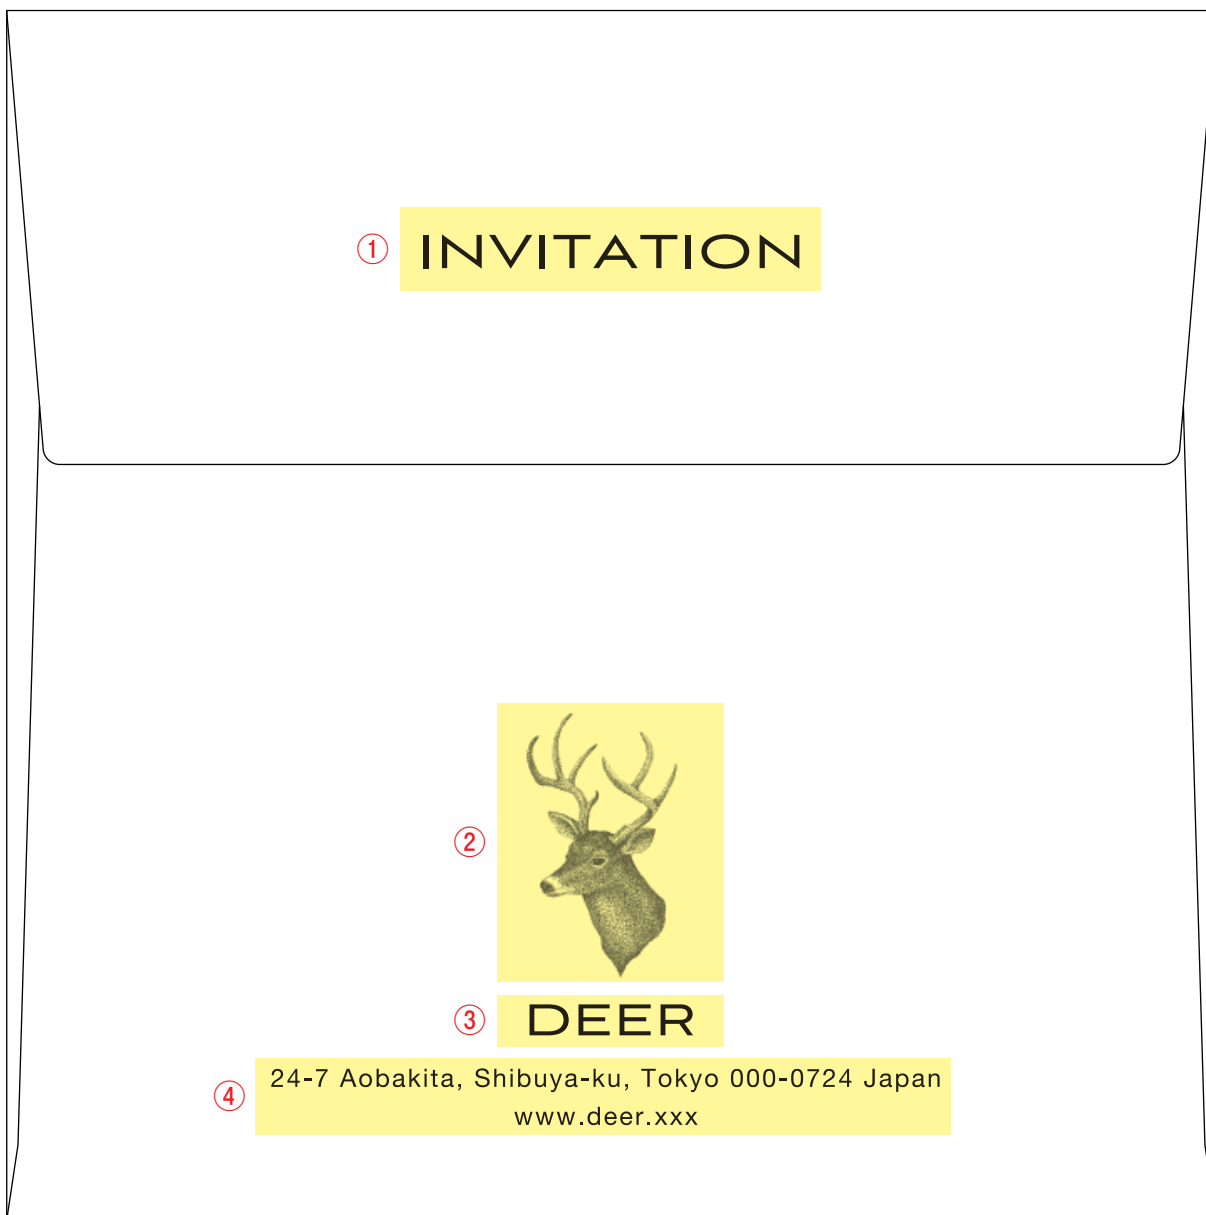 ① INVITATION
②
③ DEER
④ 24-7 Aobakita, Shibuya-ku, Tokyo 000-0724 Japan
www.deer.xxx